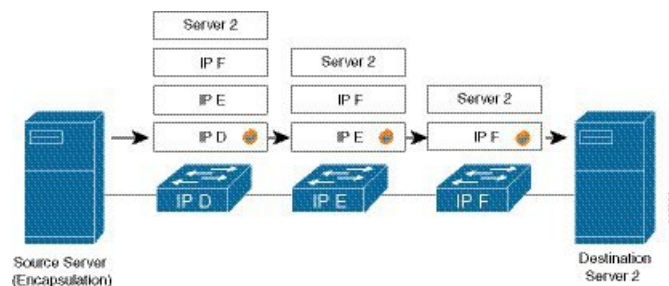 Server 2
IP F
Server 2
IP E
IP F
Server 2
IP D
IP E
IP F
IP D
IP E
IP F
Source Server
(Encapsulation)
Destination
Server 2